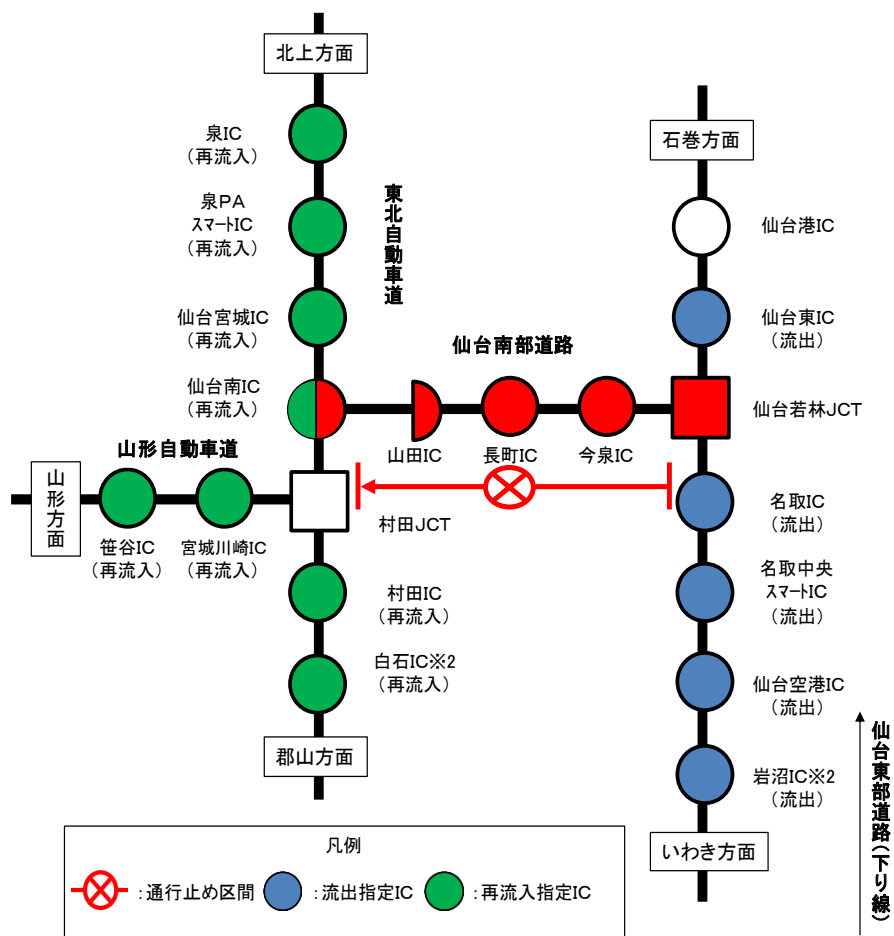 北上方面
泉IC
(再流入)
泉PA
スマートIC
(再流入)
東北自動車道
仙台宮城IC
(再流入)
仙台南IC
(再流入)
山形自動車道
山形方面
笹谷IC
(再流入)
宮城川崎IC
(再流入)
村田JCT
村田IC
(再流入)
白石IC※2
(再流入)
郡山方面
仙台南部道路
山田IC
長町IC
今泉IC
石巻方面
仙台港IC
仙台東IC
(流出)
仙台若林JCT
名取IC
(流出)
名取中央
スマートIC
(流出)
仙台空港IC
(流出)
岩沼IC※2
(流出)
いわき方面
仙台東部道路(下り線)
凡例
:通行止め区間
:流出指定IC
:再流入指定IC